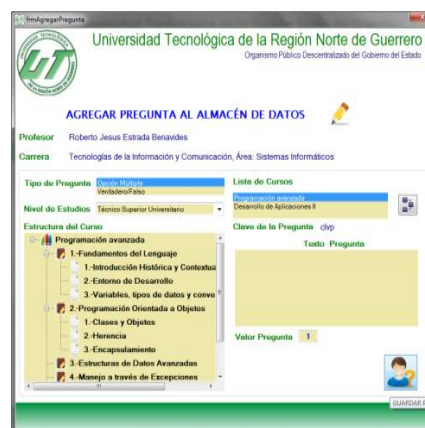 frmAgregarPregunta
Universidad Tecnológica de la Región Norte de Guerrero
Organismo Público Descentralizado del Gobierno del Estado
UT
AGREGAR PREGUNTA AL ALMACÉN DE DATOS
Profesor Roberto Jesus Estrada Benavides
Carrera Tecnologías de la Información y Comunicación, Área: Sistemas Informáticos
Tipo de Pregunta
Opción Múltiple
Verdadero/Falso
Nivel de Estudios Técnico Superior Universitario
Estructura del Curso
Programación avanzada
1.-Fundamentos del Lenguaje
1.-Introducción Histórica y Contextua
2.-Entorno de Desarrollo
3.-Variables, tipos de datos y conve
2.-Programación Orientada a Objetos
1.-Clases y Objetos
2.-Herencia
3.-Encapsulamiento
3.-Estructuras de Datos Avanzadas
4.-Manejo a través de Excepciones
Lista de Cursos
Programación avanzada
Desarrollo de Aplicaciones II
Clave de la Pregunta clvp
Texto Pregunta
Valor Pregunta 1
GUARDAR P